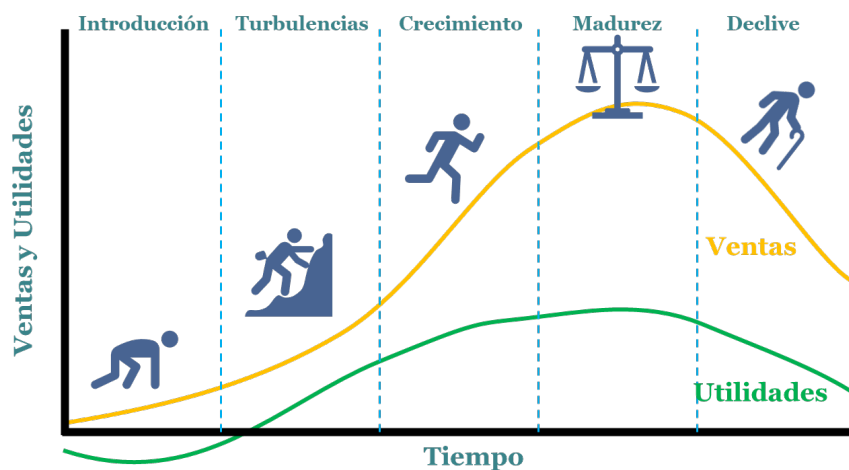 Introducción
Turbulencias
Crecimiento
Madurez
Declive
Ventas y Utilidades
Ventas
Utilidades
Tiempo